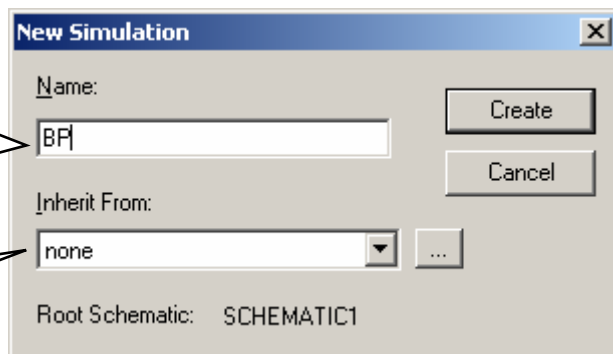 New Simulation
Name:
Create
BP
Cancel
Inherit From:
none
...
Root Schematic: SCHEMATIC1